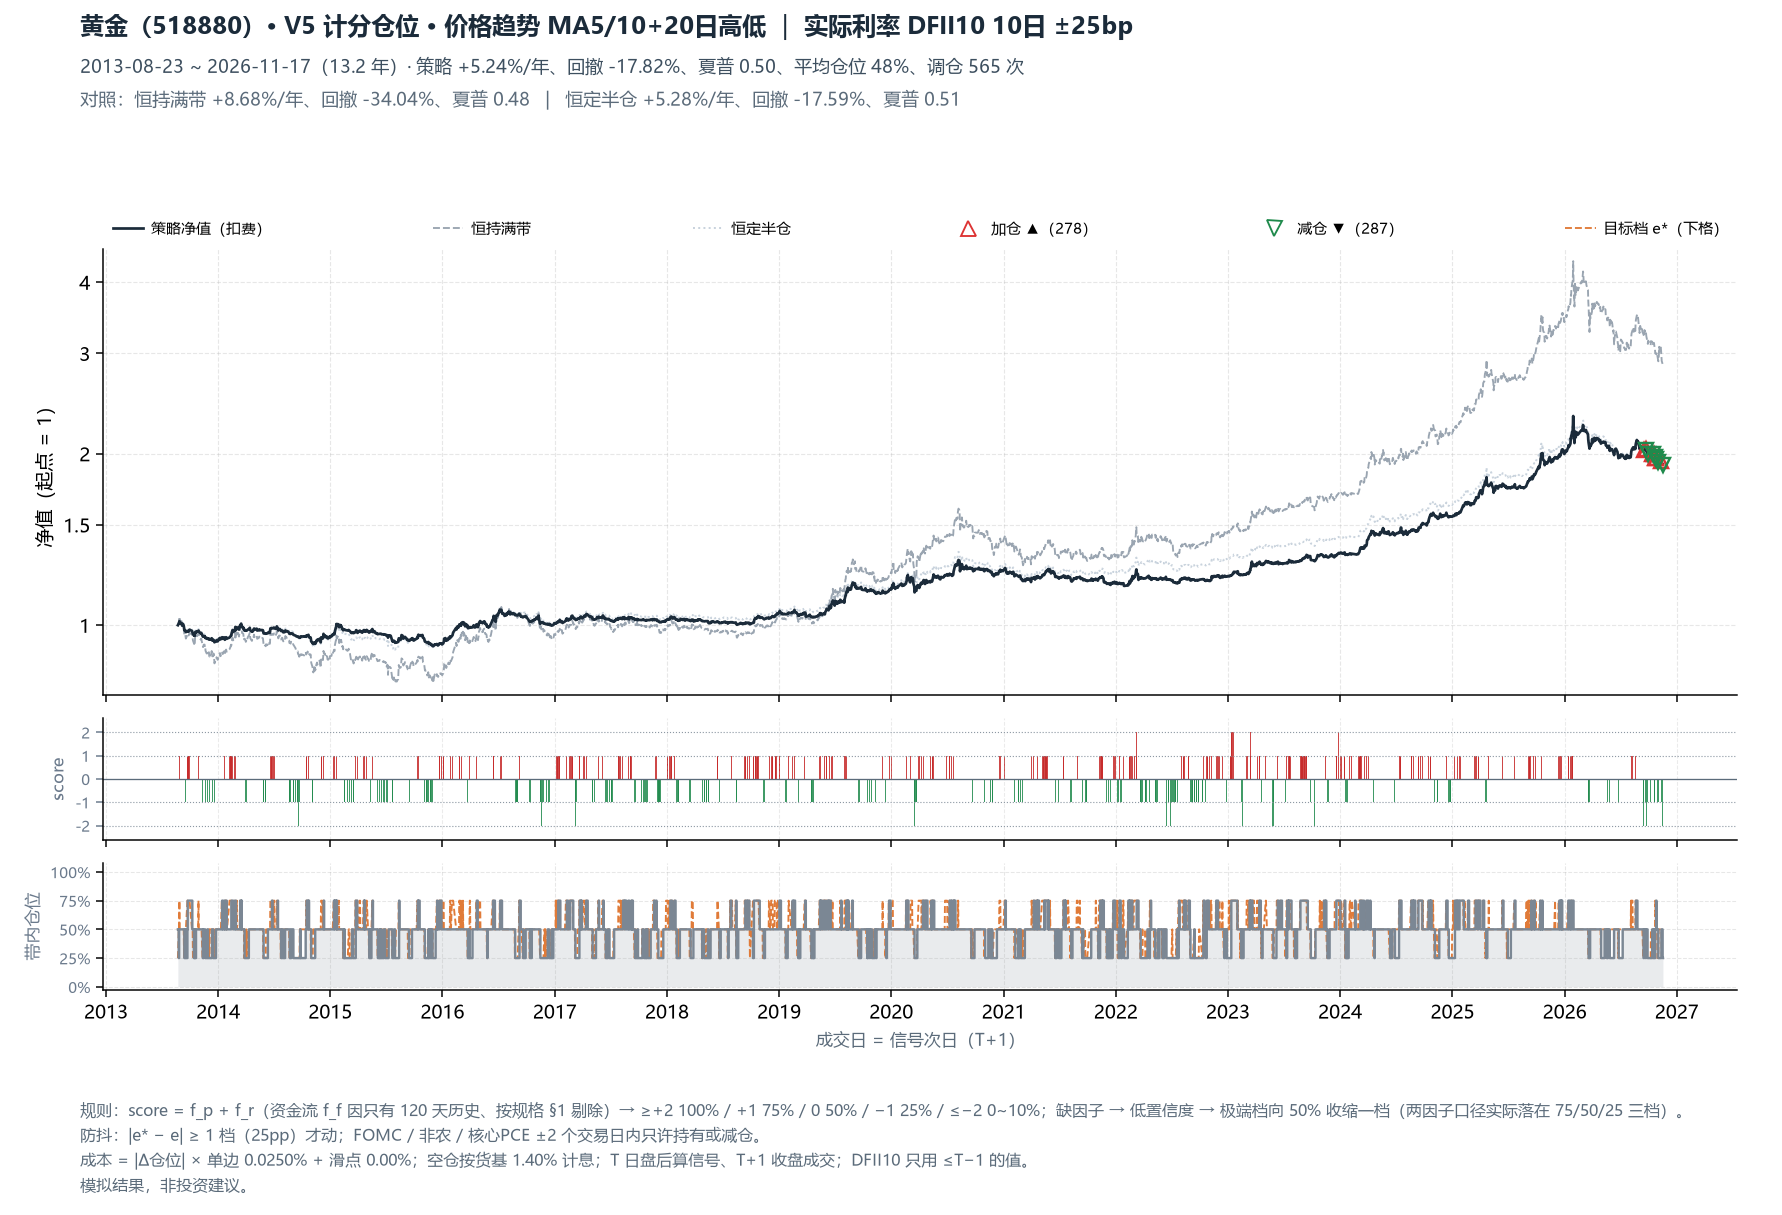 黄金（518880）• V5 计分仓位 • 价格趋势 MA5/10+20日高低 ｜ 实际利率 DFII10 10日 ±25bp
2013-08-23 ~ 2026-11-17（13.2 年）· 策略 +5.24%/年、回撤 -17.82%、夏普 0.50、平均仓位 48%、调仓 565 次
对照：恒持满带 +8.68%/年、回撤 -34.04%、夏普 0.48 ｜ 恒定半仓 +5.28%/年、回撤 -17.59%、夏普 0.51
策略净值（扣费） 恒持满带 恒定半仓 加仓 ▲（278） 减仓 ▼（287） 目标档 e*（下格）
净值（起点 = 1）
4
3
2
1.5
1
score
2
1
0
-1
-2
带内仓位
100%
75%
50%
25%
0%
2013 2014 2015 2016 2017 2018 2019 2020 2021 2022 2023 2024 2025 2026 2027
成交日 = 信号次日（T+1）
规则：score = f_p + f_r（资金流 f_f 因只有 120 天历史、按规格 §1 剔除）→ ≥+2 100% / +1 75% / 0 50% / −1 25% / ≤−2 0~10%；缺因子 → 低置信度 → 极端档向 50% 收缩一档（两因子口径实际落在 75/50/25 三档）。
防抖：|e* − e| ≥ 1 档（25pp）才动；FOMC / 非农 / 核心PCE ±2 个交易日内只许持有或减仓。
成本 = |Δ仓位| × 单边 0.0250% + 滑点 0.00%；空仓按货基 1.40% 计息；T 日盘后算信号、T+1 收盘成交；DFII10 只用 ≤T−1 的值。
模拟结果，非投资建议。